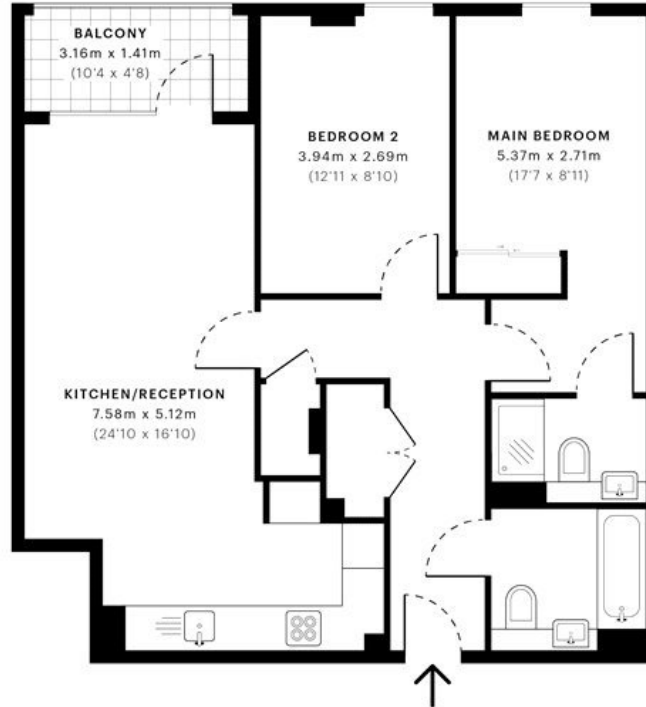 BALCONY
3.16m x 1.41m
(10'4 x 4'8)
BEDROOM 2
3.94m x 2.69m
(12'11 x 8'10)
MAIN BEDROOM
5.37m x 2.71m
(17'7 x 8'11)
KITCHEN/RECEPTION
7.58m x 5.12m
(24'10 x 16'10)